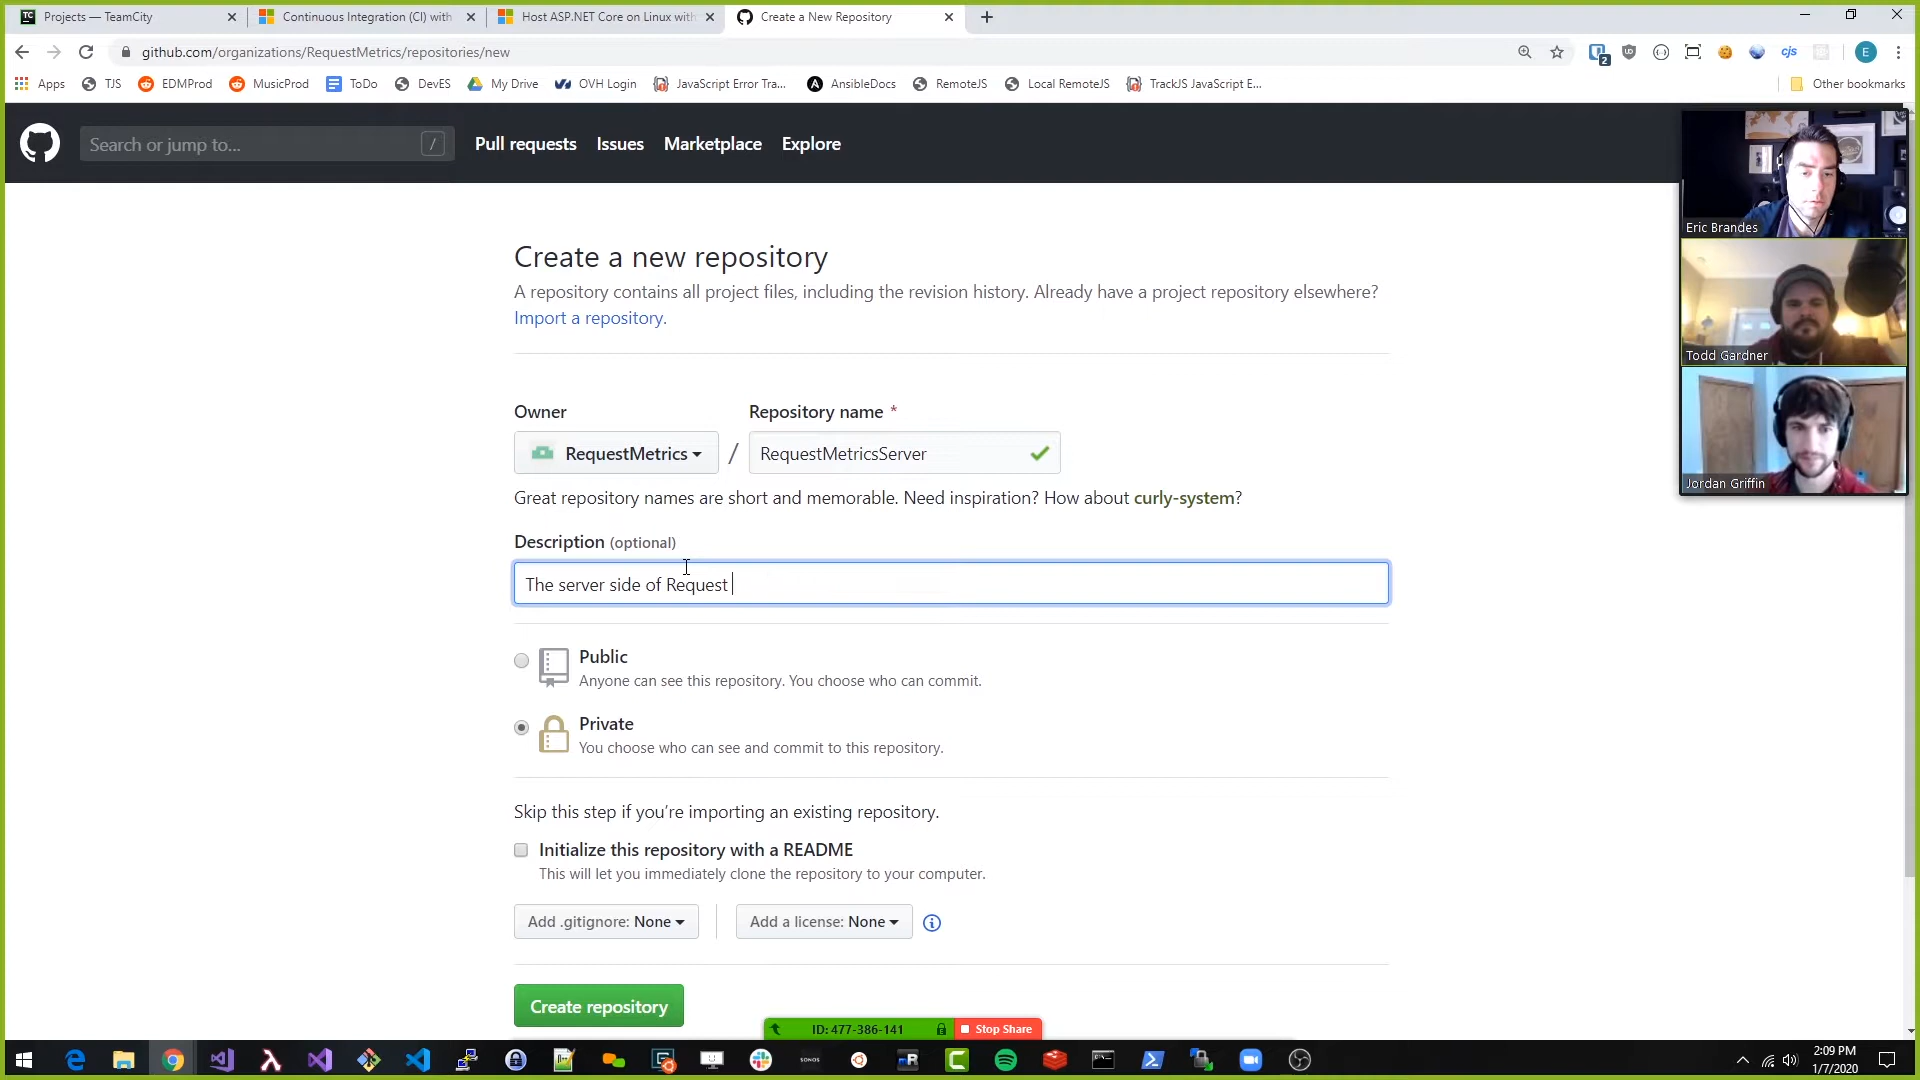 Projects — TeamCity
Continuous Integration (CI) with
Host ASP.NET Core on Linux with
Create a New Repository
github.com/organizations/RequestMetrics/repositories/new
2
cjs
E
Apps
TJS
EDMProd
MusicProd
ToDo
DevES
My Drive
OVH Login
JavaScript Error Tra...
AnsibleDocs
RemoteJS
Local RemoteJS
TrackJS JavaScript E...
Other bookmarks
Search or jump to...
/
Pull requests
Issues
Marketplace
Explore
Eric Brandes
Todd Gardner
Jordan Griffin
Create a new repository
A repository contains all project files, including the revision history. Already have a project repository elsewhere?
Import a repository.
Owner
Repository name *
RequestMetrics
/
RequestMetricsServer
Great repository names are short and memorable. Need inspiration? How about curly-system?
Description (optional)
The server side of Request
Public
Anyone can see this repository. You choose who can commit.
Private
You choose who can see and commit to this repository.
Skip this step if you’re importing an existing repository.
Initialize this repository with a README
This will let you immediately clone the repository to your computer.
Add .gitignore: None
Add a license: None
Create repository
ID: 477-386-141
Stop Share
SONOS
2:09 PM
1/7/2020